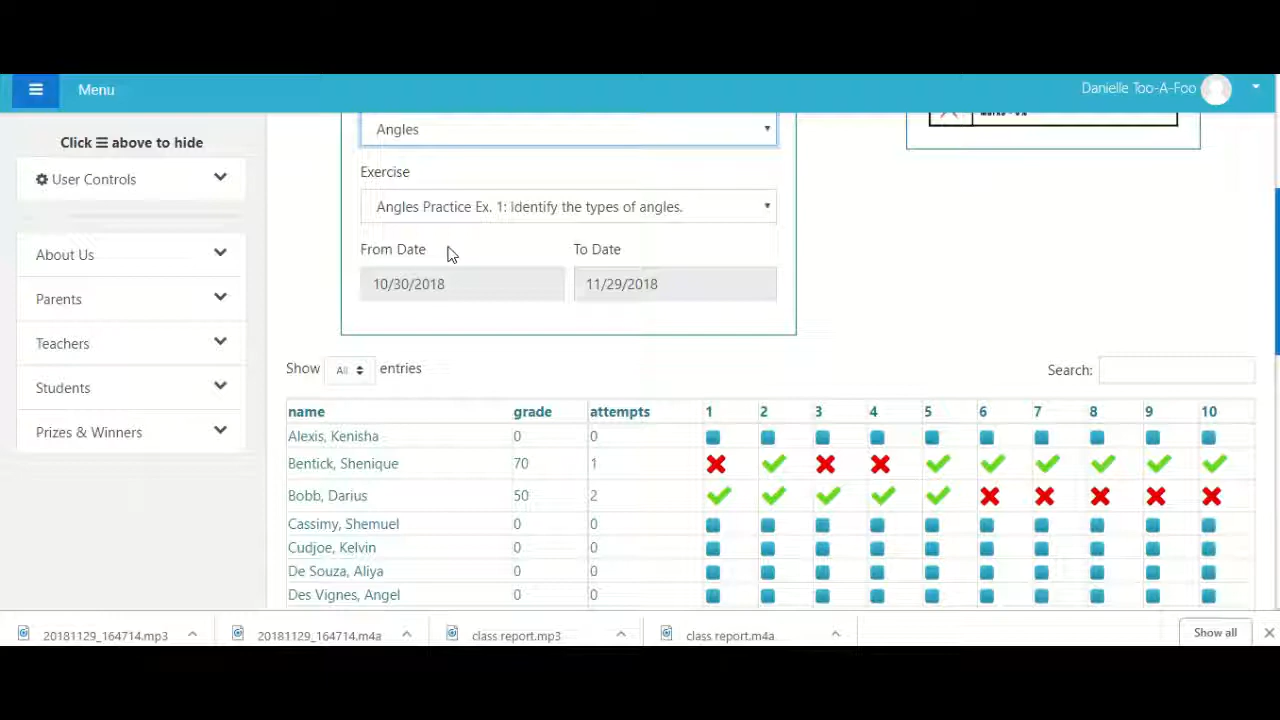 Menu
Danielle Too-A-Foo
Click ☰ above to hide
User Controls
About Us
Parents
Teachers
Students
Prizes & Winners
Angles
Exercise
Angles Practice Ex. 1: Identify the types of angles.
From Date To Date
10/30/2018 11/29/2018
Show All entries
Search:
name grade attempts 1 2 3 4 5 6 7 8 9 10
Alexis, Kenisha 0 0
Bentick, Shenique 70 1
Bobb, Darius 50 2
Cassimy, Shemuel 0 0
Cudjoe, Kelvin 0 0
De Souza, Aliya 0 0
Des Vignes, Angel 0 0
20181129_164714.mp3 20181129_164714.m4a class report.mp3 class report.m4a Show all